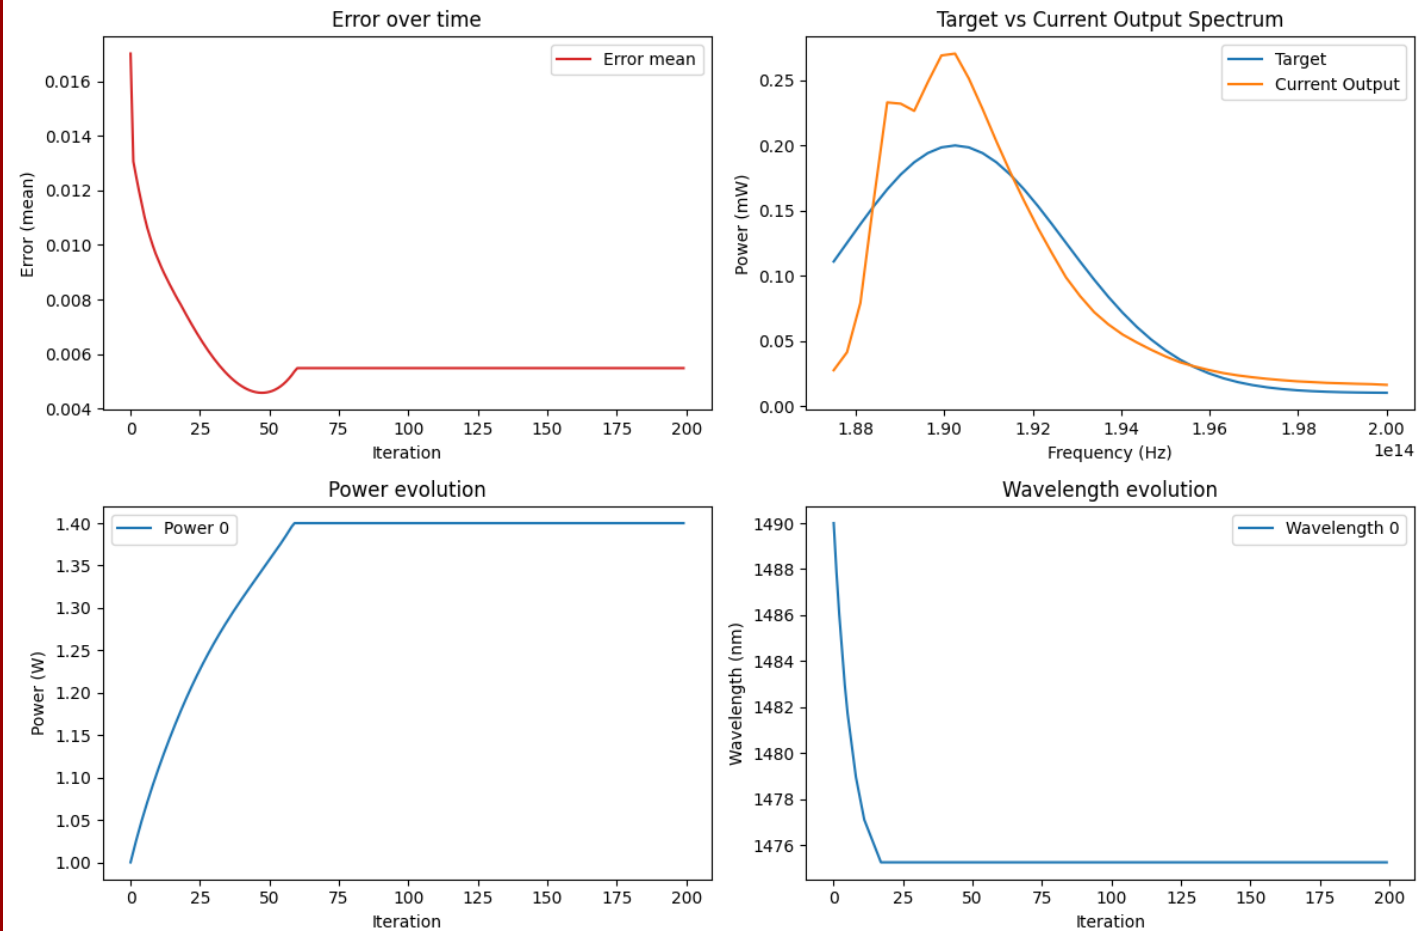 Error over time
Error mean
Error (mean)
0.016
0.014
0.012
0.010
0.008
0.006
0.004
0 25 50 75 100 125 150 175 200
Iteration
Target vs Current Output Spectrum
Target
Current Output
Power (mW)
0.25
0.20
0.15
0.10
0.05
0.00
1.88 1.90 1.92 1.94 1.96 1.98 2.00
1e14
Frequency (Hz)
Power evolution
Power 0
Power (W)
1.40
1.35
1.30
1.25
1.20
1.15
1.10
1.05
1.00
0 25 50 75 100 125 150 175 200
Iteration
Wavelength evolution
Wavelength 0
Wavelength (nm)
1490
1488
1486
1484
1482
1480
1478
1476
0 25 50 75 100 125 150 175 200
Iteration